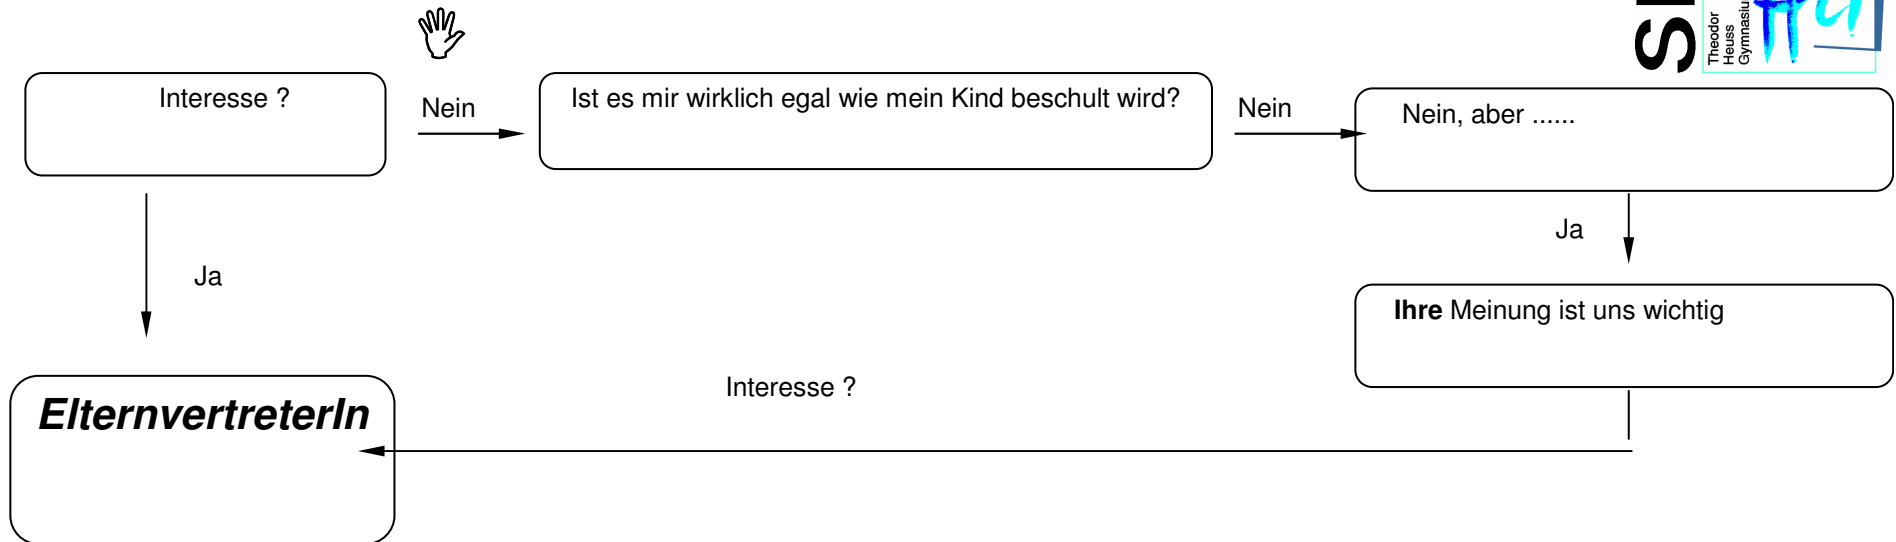 Theodor
Heuss
Interesse ?
Nein
Ist es mir wirklich egal wie mein Kind beschult wird?
Nein
Nein, aber ......
Ja
Ja
Ihre Meinung ist uns wichtig
Interesse ?
ElternvertreterIn